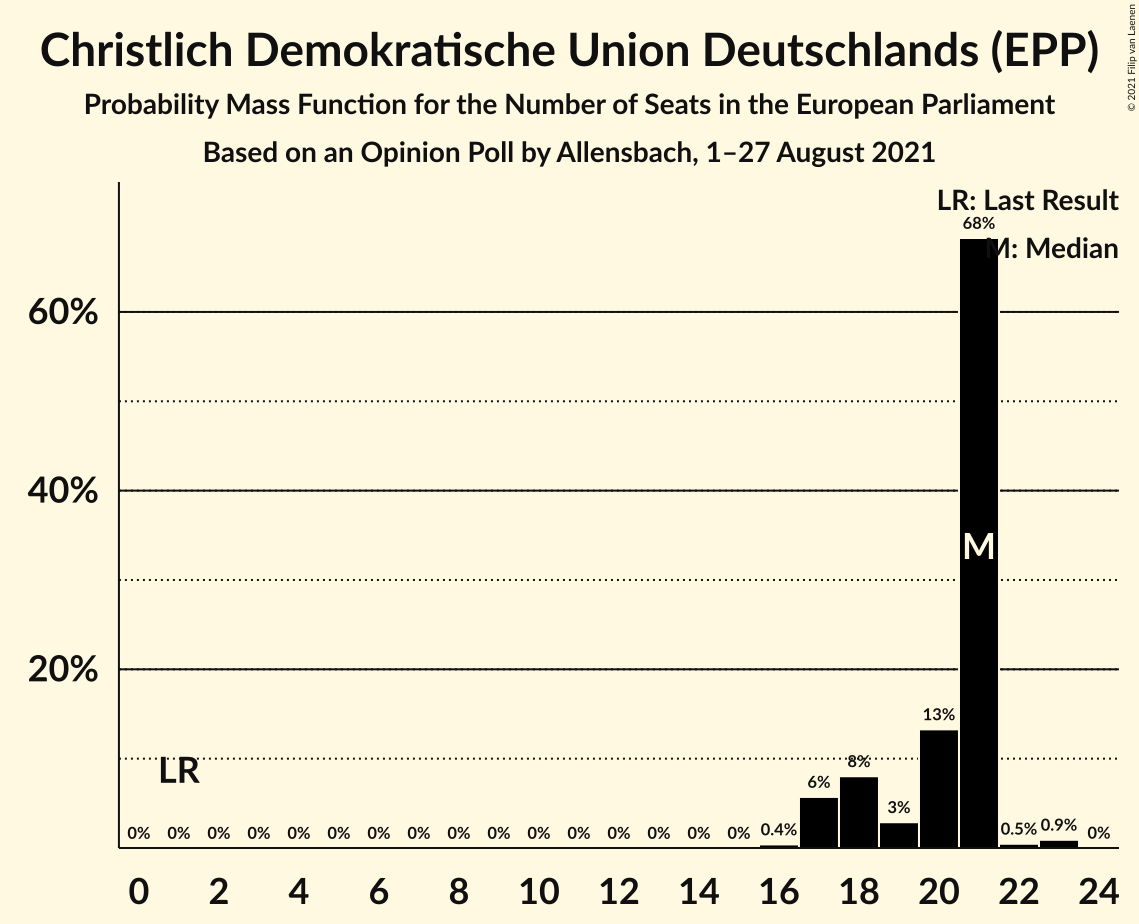 Christlich Demokratische Union Deutschlands (EPP)
Probability Mass Function for the Number of Seats in the European Parliament
Based on an Opinion Poll by Allensbach, 1–27 August 2021
© 2021 Filip van Laenen
LR: Last Result
M: Median
68%
60%
40%
M
20%
13%
LR
8%
6%
3%
0% 0% 0% 0% 0% 0% 0% 0% 0% 0% 0% 0% 0% 0% 0% 0% 0.4% 0.5% 0.9% 0%
0 2 4 6 8 10 12 14 16 18 20 22 24